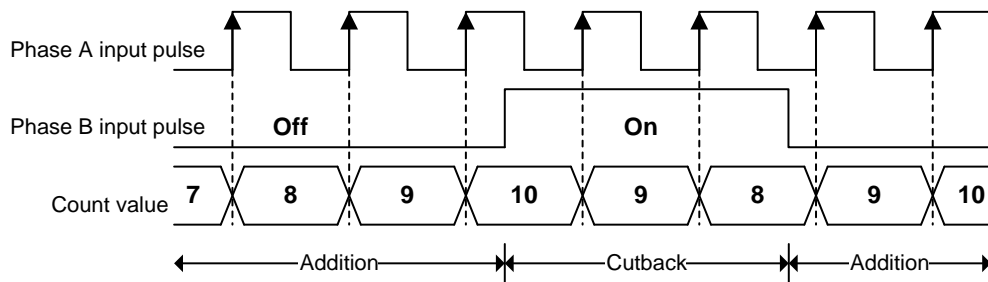 Phase A input pulse
Phase B input pulse
Off
On
Count value
7 8 9 10 9 8 9 10
Addition Cutback Addition